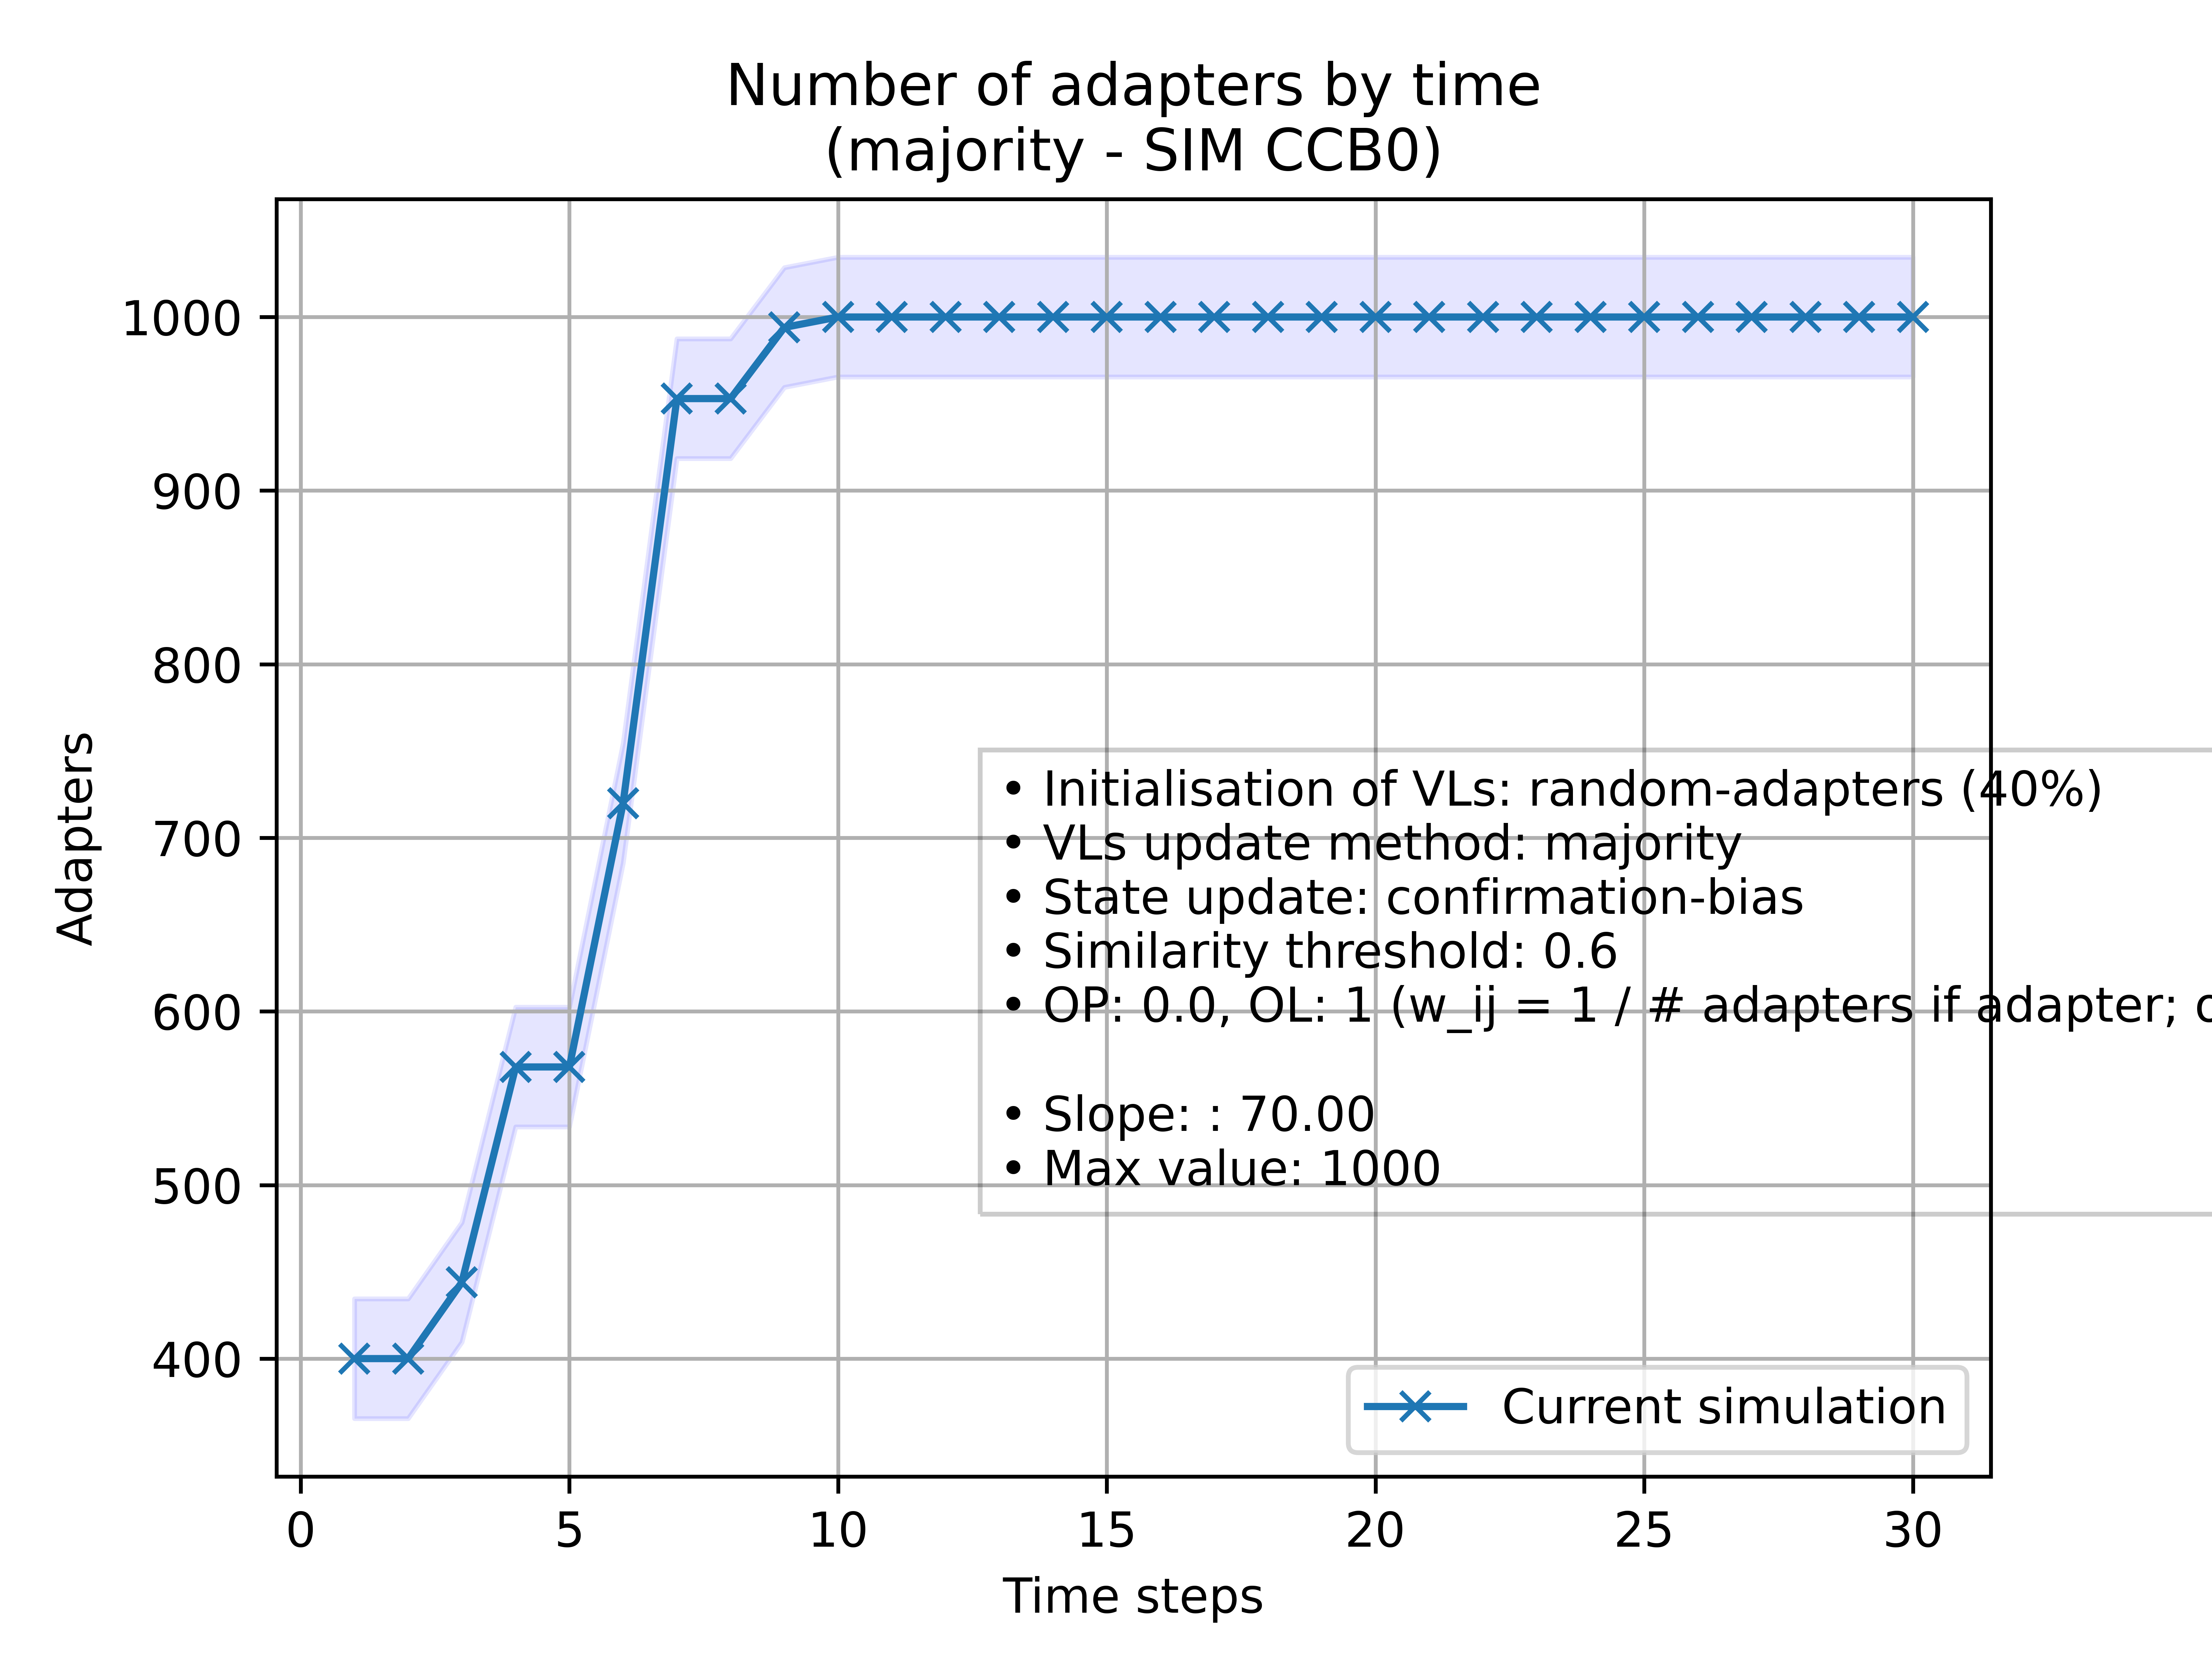 Number of adapters by time
(majority - SIM CCB0)
1000
900
800
700
600
500
400
Adapters
• Initialisation of VLs: random-adapters (40%)
• VLs update method: majority
• State update: confirmation-bias
• Similarity threshold: 0.6
• OP: 0.0, OL: 1 (w_ij = 1 / # adapters if adapter;
• Slope: : 70.00
• Max value: 1000
Current simulation
0 5 10 15 20 25 30
Time steps